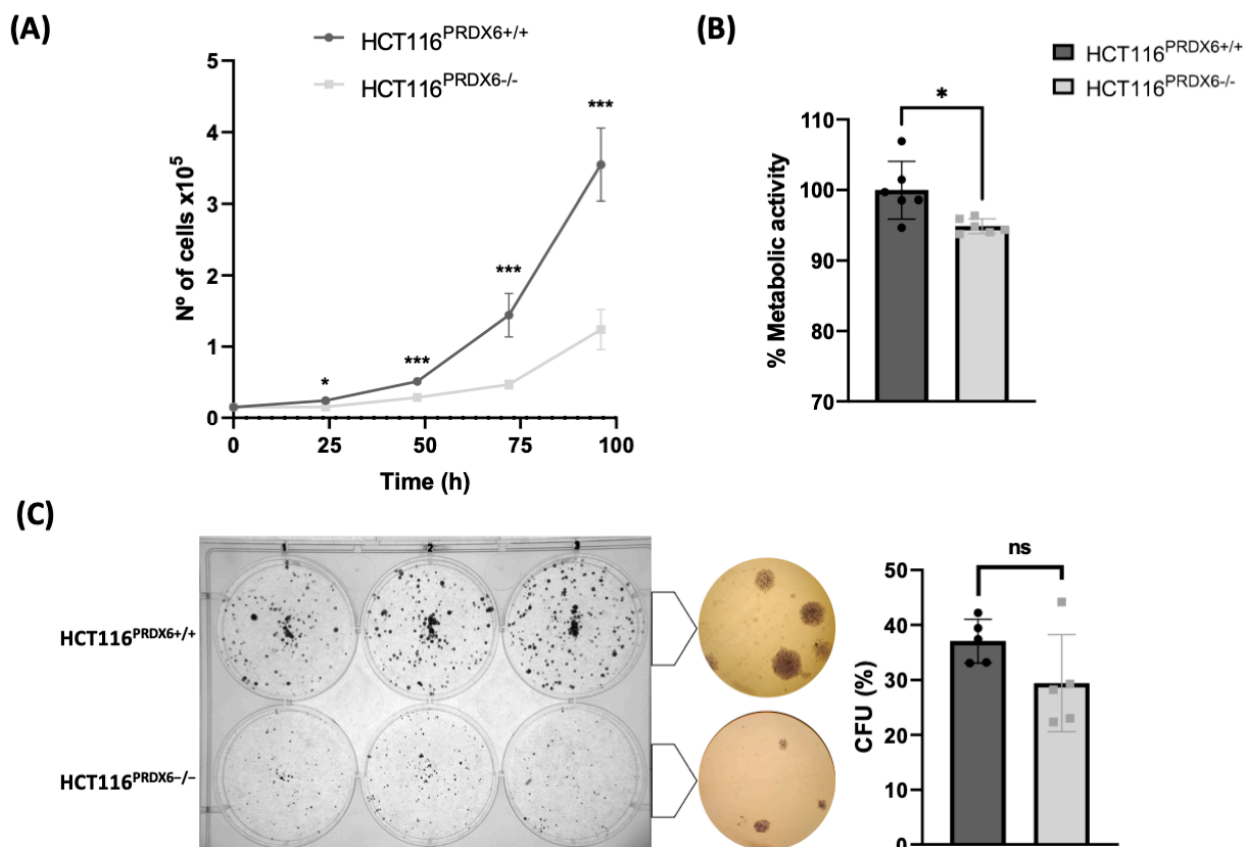 (A)
HCT116PRDX6+/+
HCT116PRDX6-/-
Nº of cells x10⁵
5
4
3
2
1
0
***
***
***
*
0 25 50 75 100
Time (h)
(B)
HCT116PRDX6+/+
HCT116PRDX6-/-
*
% Metabolic activity
110
100
90
80
70
(C)
1 2 3
HCT116PRDX6+/+
HCT116PRDX6−/−
ns
CFU (%)
50
40
30
20
10
0